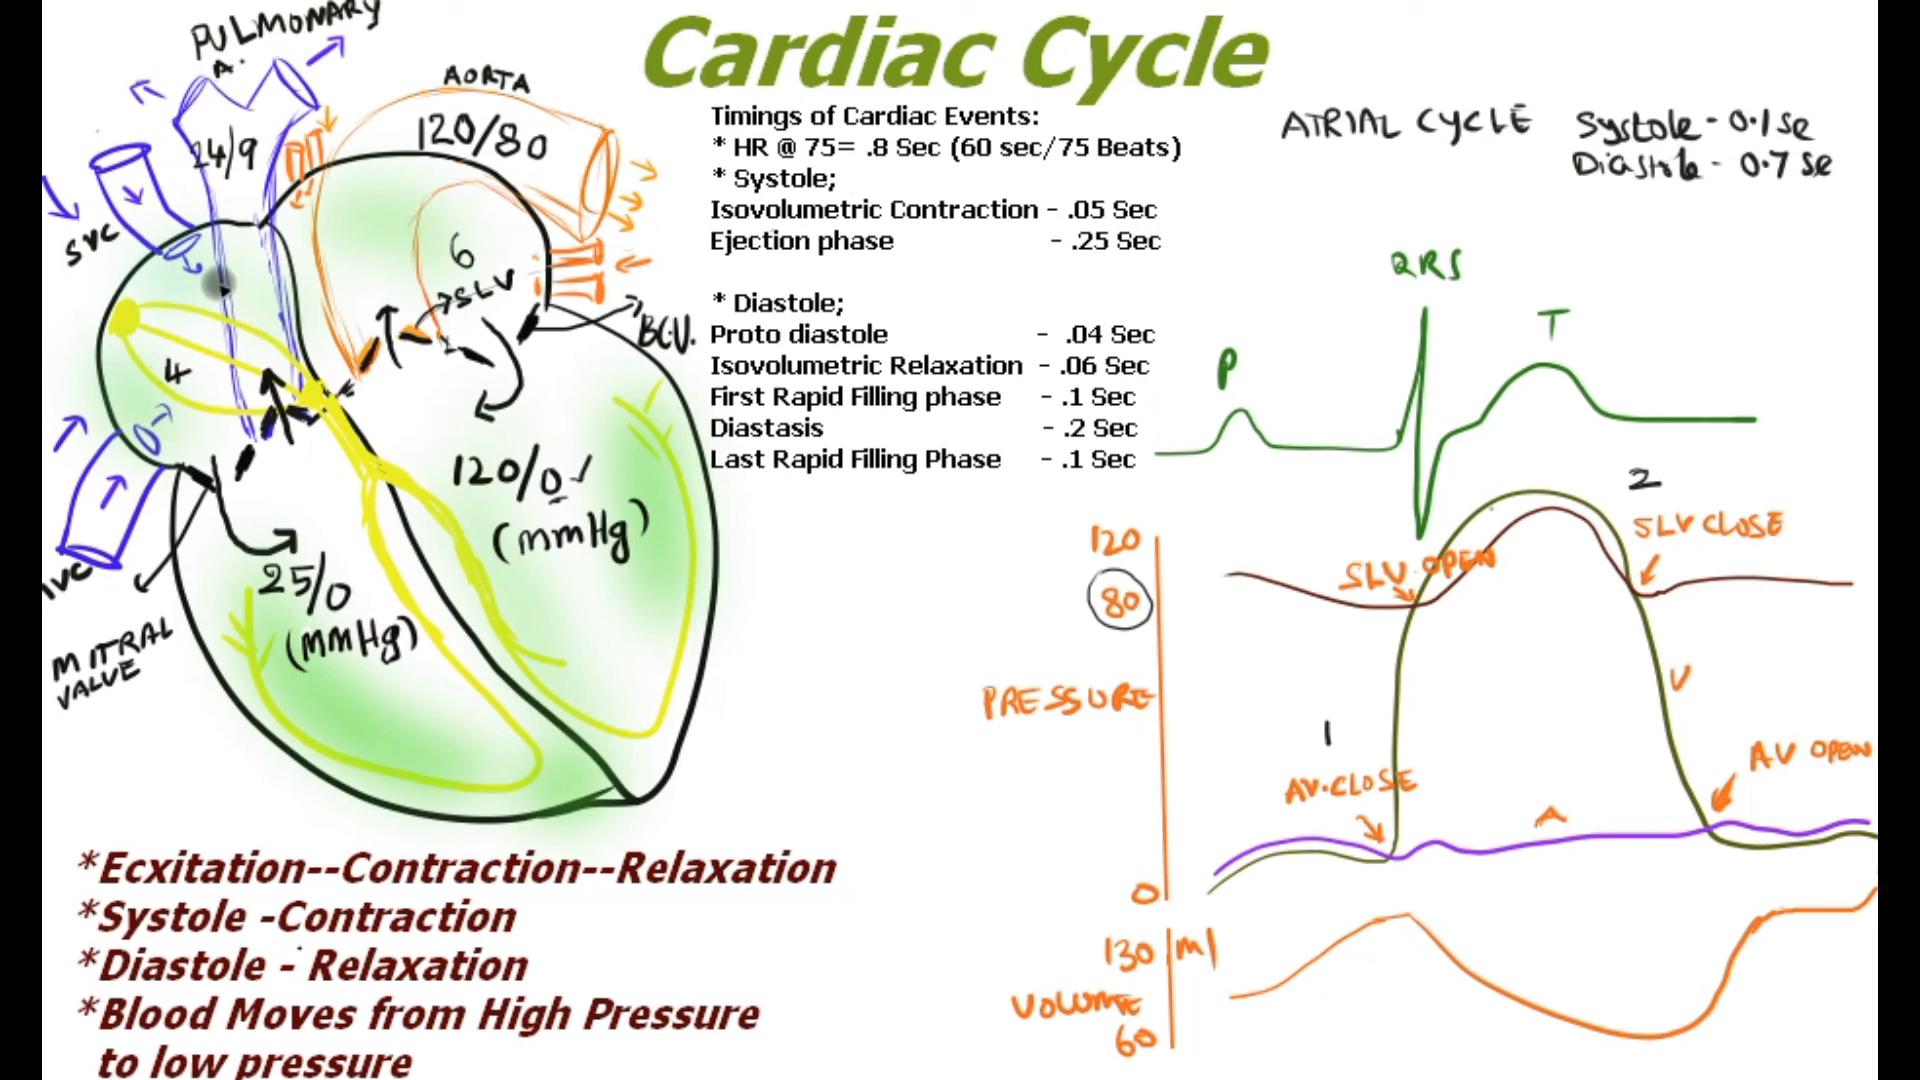 Cardiac Cycle
PULMONARY
A.
AORTA
120/80
24/9
SVC
6
SLV
B.C.V.
4
120/0
(mmHg)
25/0
(mmHg)
IVC
MITRAL
VALVE
Timings of Cardiac Events:
* HR @ 75= .8 Sec (60 sec/75 Beats)
* Systole;
Isovolumetric Contraction - .05 Sec
Ejection phase - .25 Sec
* Diastole;
Proto diastole - .04 Sec
Isovolumetric Relaxation - .06 Sec
First Rapid Filling phase - .1 Sec
Diastasis - .2 Sec
Last Rapid Filling Phase - .1 Sec
ATRIAL CYCLE
Systole - 0.1 Se
Diastole - 0.7 Se
QRS
P
T
2
SLV CLOSE
SLV OPEN
120
80
PRESSURE
V
1
AV.CLOSE
AV OPEN
A
0
130 ml
VOLUME
60
*Ecxitation--Contraction--Relaxation
*Systole -Contraction
*Diastole - Relaxation
*Blood Moves from High Pressure
to low pressure